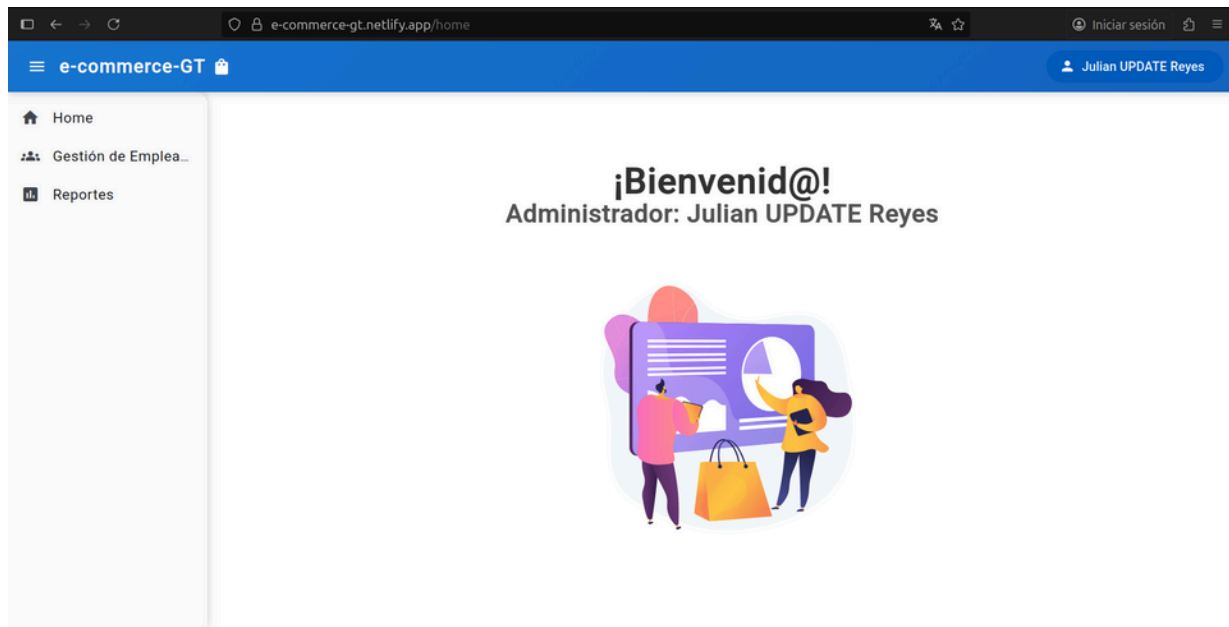 e-commerce-gt.netlify.app/home
Iniciar sesión
e-commerce-GT
Julian UPDATE Reyes
Home
Gestión de Emplea...
Reportes
¡Bienvenid@!
Administrador: Julian UPDATE Reyes